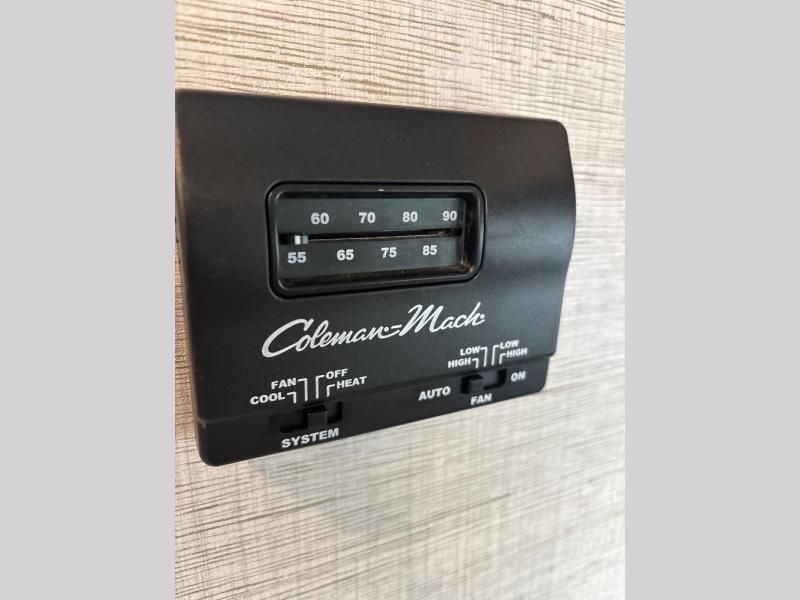 60 70 80 90
55 65 75 85
Coleman-Mach
FAN OFF
COOL HEAT
SYSTEM
LOW LOW
HIGH HIGH
AUTO ON
FAN